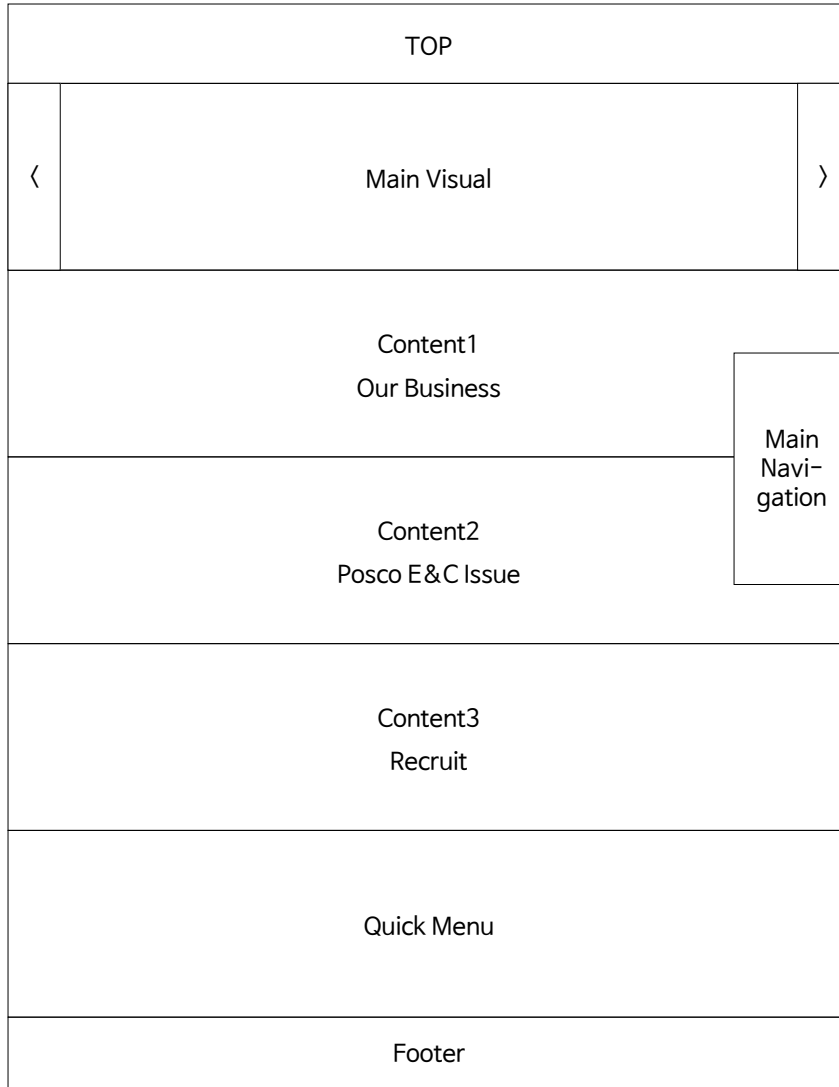 TOP
〈
Main Visual
〉
Content1
Our Business
Main
Navi-
gation
Content2
Posco E&C Issue
Content3
Recruit
Quick Menu
Footer